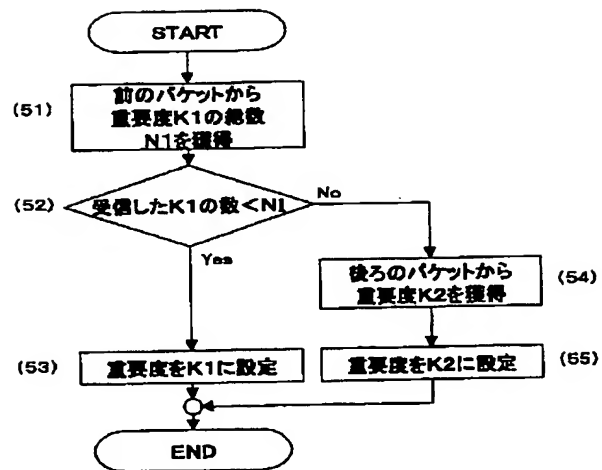 START
(51)
前のパケットから
重要度K1の総数
N1を獲得
(52)
受信したK1の数<N1
No
Yes
後ろのパケットから
重要度K2を獲得
(54)
(53)
重要度をK1に設定
重要度をK2に設定
(55)
END